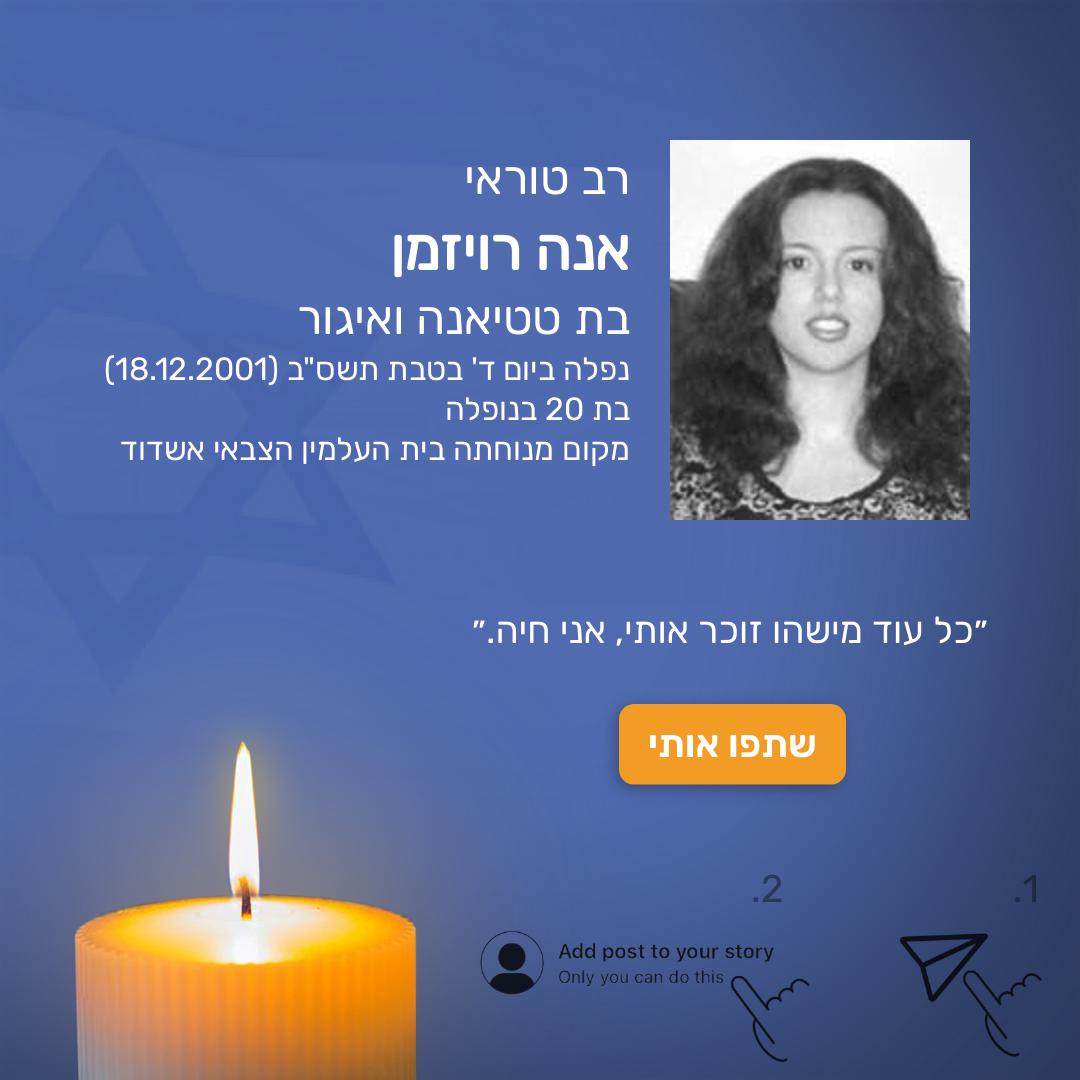 רב טוראי
אנה רויזמן
בת טטיאנה ואיגור
נפלה ביום ד' בטבת תשס"ב (18.12.2001)
בת 20 בנופלה
מקום מנוחתה בית העלמין הצבאי אשדוד
״כל עוד מישהו זוכר אותי, אני חיה.״
שתפו אותי
.1
.2
Add post to your story
Only you can do this